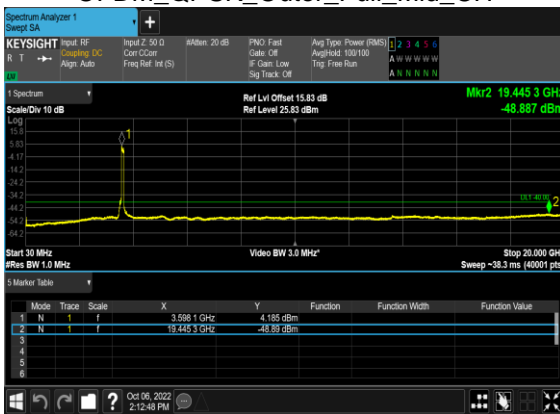 Spectrum Analyzer 1
Swept SA
KEYSIGHT Input: RF Input Z: 50 Ω #Atten: 20 dB PNO: Fast Avg Type: Power (RMS) 1 2 3 4 5 6
R T Coupling: DC Corr CCorr Gate: Off Avg|Hold: 100/100 A W W W W W
Align: Auto Freq Ref: Int (S) IF Gain: Low Trig: Free Run
Sig Track: Off A N N N N N
1 Spectrum Ref Lvl Offset 15.83 dB Mkr2 19.445 3 GHz
Scale/Div 10 dB Ref Level 25.83 dBm -48.887 dBm
Log
15.8
5.83
-4.17
-14.2
-24.2
-34.2
-44.2
-54.2
-64.2
1
DL1 -40.00
2
Start 30 MHz Video BW 3.0 MHz* Stop 20.000 GH
#Res BW 1.0 MHz Sweep ~38.3 ms (40001 pts
5 Marker Table
Mode Trace Scale X Y Function Function Width Function Value
1 N 1 f 3.598 1 GHz 4.185 dBm
2 N 1 f 19.445 3 GHz -48.89 dBm
3
4
5
6
Oct 06, 2022
2:12:48 PM